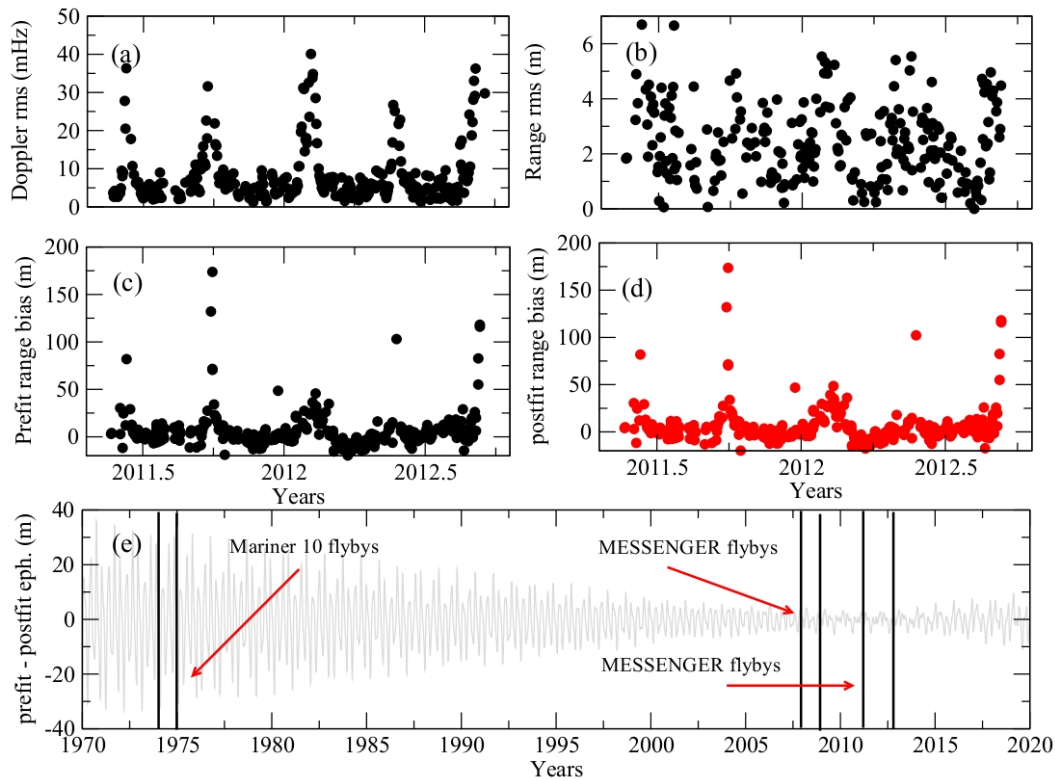 Doppler rms (mHz)
50
40
30
20
10
0
(a)
Range rms (m)
6
4
2
0
(b)
Prefit range bias (m)
200
150
100
50
0
(c)
2011.5 2012 2012.5
Years
postfit range bias (m)
200
150
100
50
0
(d)
2011.5 2012 2012.5
Years
prefit - postfit eph. (m)
40
20
0
-20
-40
(e)
Mariner 10 flybys
MESSENGER flybys
MESSENGER flybys
1970 1975 1980 1985 1990 1995 2000 2005 2010 2015 2020
Years